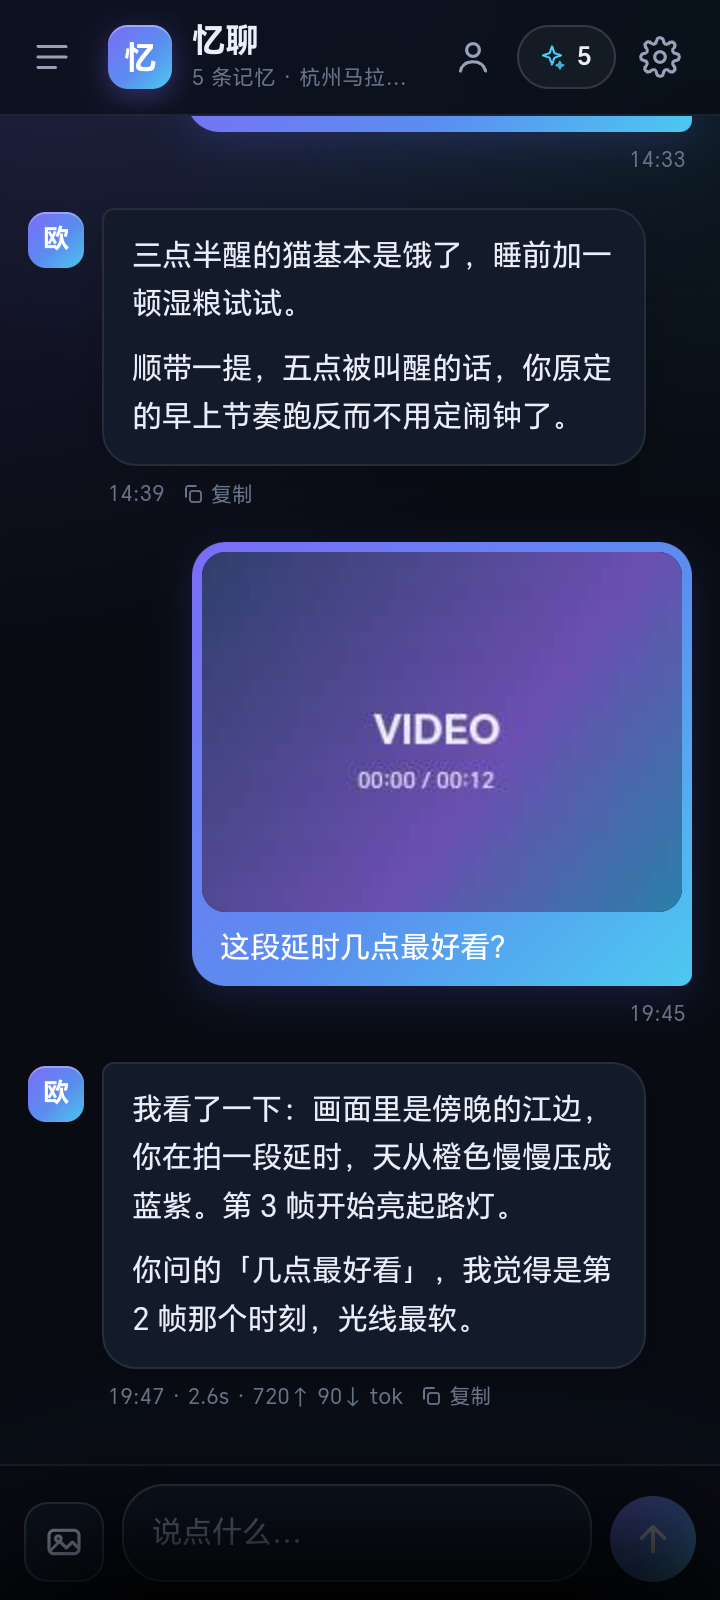 忆
忆聊
5 条记忆 · 杭州马拉...
5
14:33
欧
三点半醒的猫基本是饿了，睡前加一
顿湿粮试试。
顺带一提，五点被叫醒的话，你原定
的早上节奏跑反而不用定闹钟了。
14:39 复制
VIDEO
00:00 / 00:12
这段延时几点最好看?
19:45
欧
我看了一下：画面里是傍晚的江边，
你在拍一段延时，天从橙色慢慢压成
蓝紫。第 3 帧开始亮起路灯。
你问的「几点最好看」，我觉得是第
2 帧那个时刻，光线最软。
19:47 · 2.6s · 720↑ 90↓ tok 复制
说点什么...